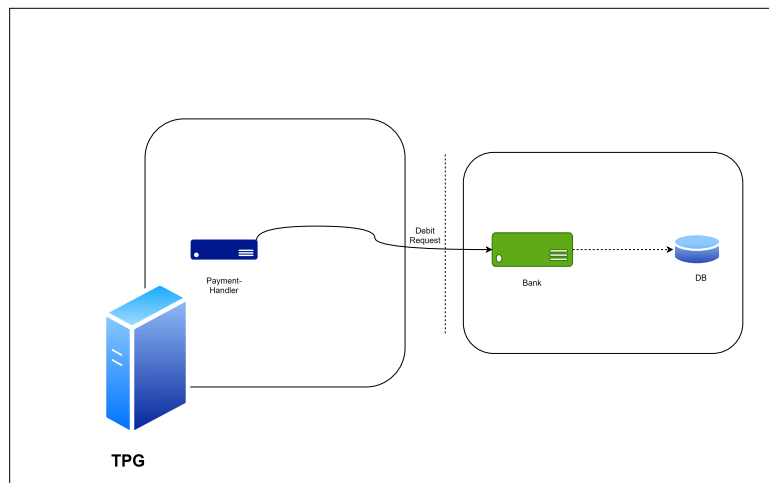 Debit
Request
Payment-
Handler
Bank
DB
TPG